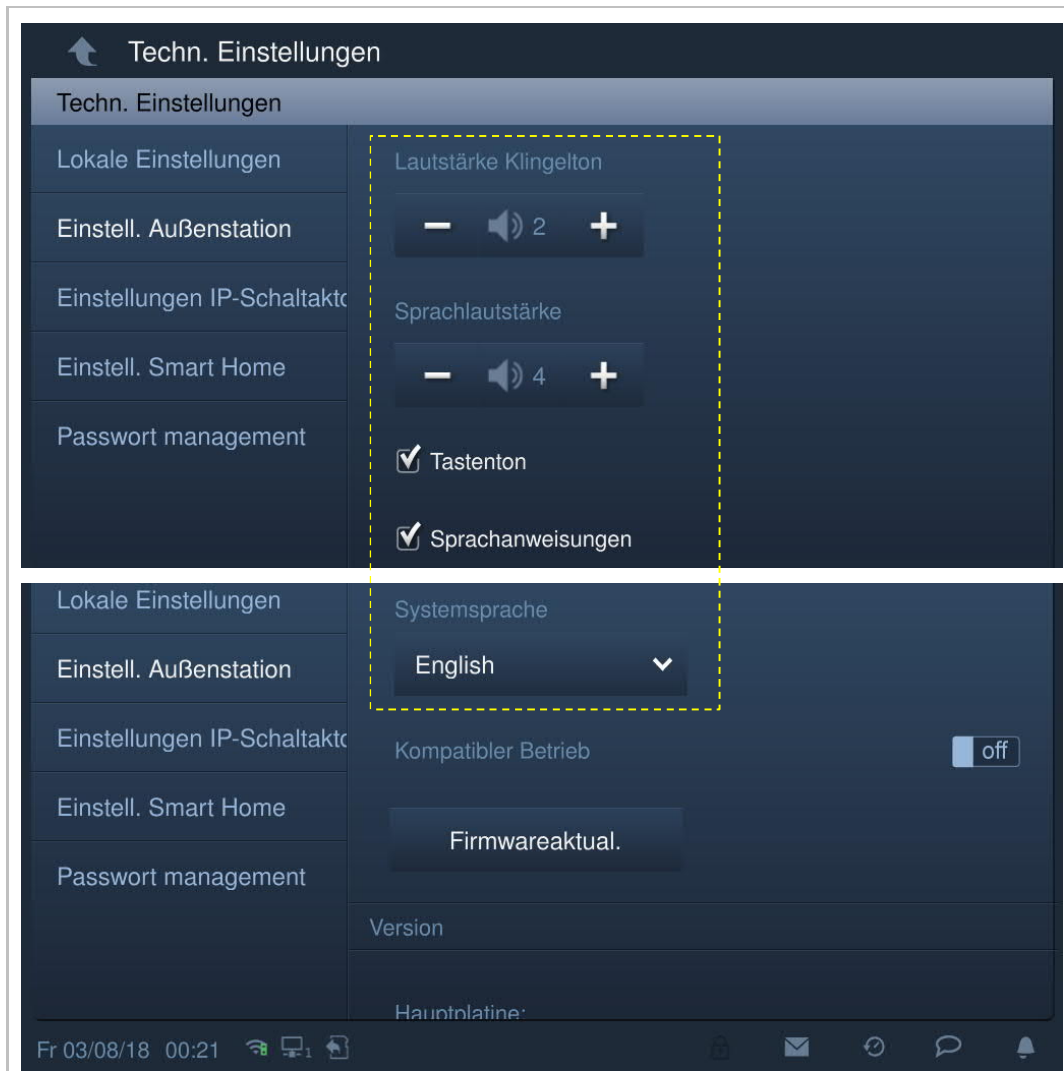 Techn. Einstellungen
Techn. Einstellungen
Lokale Einstellungen
Einstell. Außenstation
Einstellungen IP-Schaltakto
Einstell. Smart Home
Passwort management
Lautstärke Klingelton
2
Sprachlautstärke
4
Tastenton
Sprachanweisungen
Lokale Einstellungen
Einstell. Außenstation
Einstellungen IP-Schaltakto
Einstell. Smart Home
Passwort management
Systemsprache
English
Kompatibler Betrieb
off
Firmwareaktual.
Version
Hauptplatine:
Fr 03/08/18 00:21 1